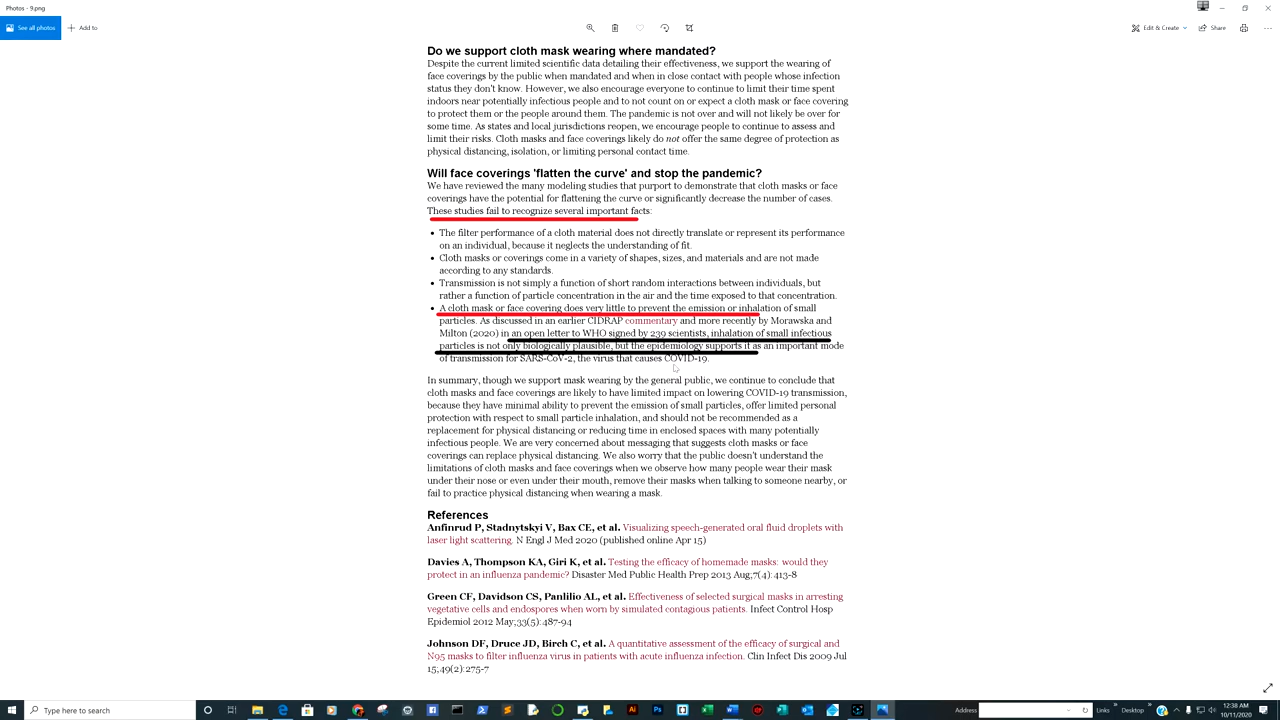 Photos - 9.png
See all photos
Add to
Edit & Create
Share
Do we support cloth mask wearing where mandated?
Despite the current limited scientific data detailing their effectiveness, we support the wearing of
face coverings by the public when mandated and when in close contact with people whose infection
status they don't know. However, we also encourage everyone to continue to limit their time spent
indoors near potentially infectious people and to not count on or expect a cloth mask or face covering
to protect them or the people around them. The pandemic is not over and will not likely be over for
some time. As states and local jurisdictions reopen, we encourage people to continue to assess and
limit their risks. Cloth masks and face coverings likely do not offer the same degree of protection as
physical distancing, isolation, or limiting personal contact time.
Will face coverings 'flatten the curve' and stop the pandemic?
We have reviewed the many modeling studies that purport to demonstrate that cloth masks or face
coverings have the potential for flattening the curve or significantly decrease the number of cases.
These studies fail to recognize several important facts:
• The filter performance of a cloth material does not directly translate or represent its performance
on an individual, because it neglects the understanding of fit.
• Cloth masks or coverings come in a variety of shapes, sizes, and materials and are not made
according to any standards.
• Transmission is not simply a function of short random interactions between individuals, but
rather a function of particle concentration in the air and the time exposed to that concentration.
• A cloth mask or face covering does very little to prevent the emission or inhalation of small
particles. As discussed in an earlier CIDRAP commentary and more recently by Morawska and
Milton (2020) in an open letter to WHO signed by 239 scientists, inhalation of small infectious
particles is not only biologically plausible, but the epidemiology supports it as an important mode
of transmission for SARS-CoV-2, the virus that causes COVID-19.
In summary, though we support mask wearing by the general public, we continue to conclude that
cloth masks and face coverings are likely to have limited impact on lowering COVID-19 transmission,
because they have minimal ability to prevent the emission of small particles, offer limited personal
protection with respect to small particle inhalation, and should not be recommended as a
replacement for physical distancing or reducing time in enclosed spaces with many potentially
infectious people. We are very concerned about messaging that suggests cloth masks or face
coverings can replace physical distancing. We also worry that the public doesn't understand the
limitations of cloth masks and face coverings when we observe how many people wear their mask
under their nose or even under their mouth, remove their masks when talking to someone nearby, or
fail to practice physical distancing when wearing a mask.
References
Anfinrud P, Stadnytskyi V, Bax CE, et al. Visualizing speech-generated oral fluid droplets with
laser light scattering. N Engl J Med 2020 (published online Apr 15)
Davies A, Thompson KA, Giri K, et al. Testing the efficacy of homemade masks: would they
protect in an influenza pandemic? Disaster Med Public Health Prep 2013 Aug;7(4):413-8
Green CF, Davidson CS, Panlilio AL, et al. Effectiveness of selected surgical masks in arresting
vegetative cells and endospores when worn by simulated contagious patients. Infect Control Hosp
Epidemiol 2012 May;33(5):487-94
Johnson DF, Druce JD, Birch C, et al. A quantitative assessment of the efficacy of surgical and
N95 masks to filter influenza virus in patients with acute influenza infection. Clin Infect Dis 2009 Jul
15;49(2):275-7
Type here to search
Address
Links
Desktop
12:38 AM
10/11/2020